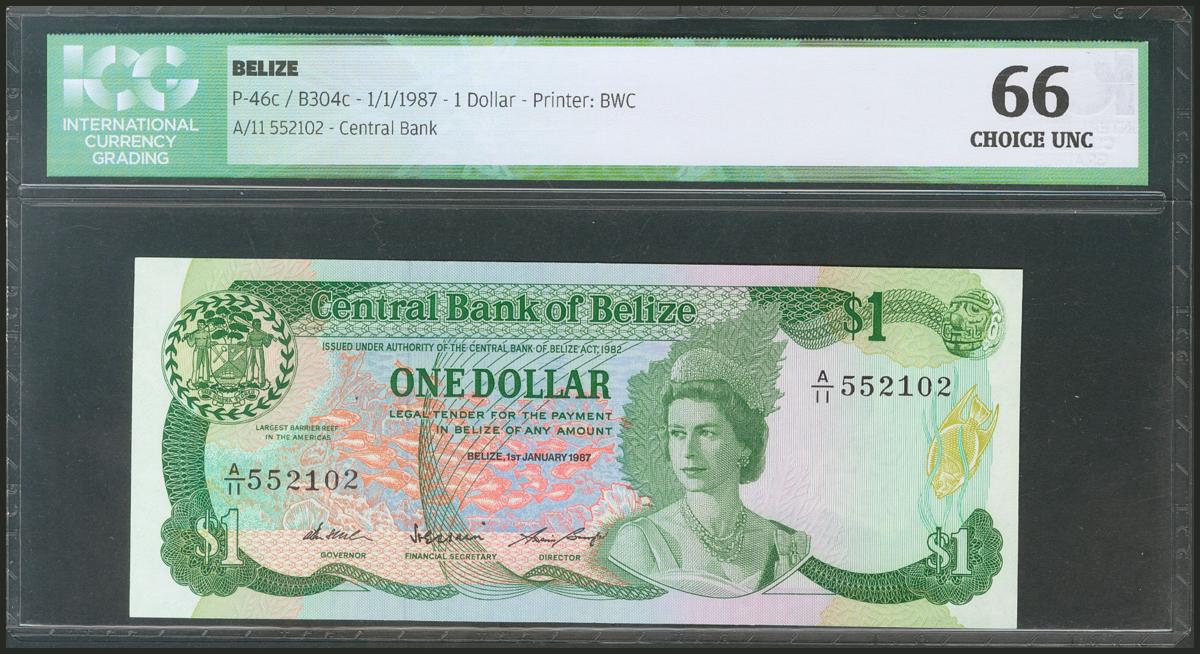 ICG
INTERNATIONAL
CURRENCY
GRADING
BELIZE
P-46c / B304c - 1/1/1987 - 1 Dollar - Printer: BWC
A/11 552102 - Central Bank
66
CHOICE UNC
Central Bank of Belize
$1
ISSUED UNDER AUTHORITY OF THE CENTRAL BANK OF BELIZE ACT, 1982
ONE DOLLAR
A/11 552102
LEGAL TENDER FOR THE PAYMENT
IN BELIZE OF ANY AMOUNT
LARGEST BARRIER REEF
IN THE AMERICAS
BELIZE, 1ST JANUARY 1987
A/11 552102
$1
GOVERNOR
FINANCIAL SECRETARY
DIRECTOR
$1